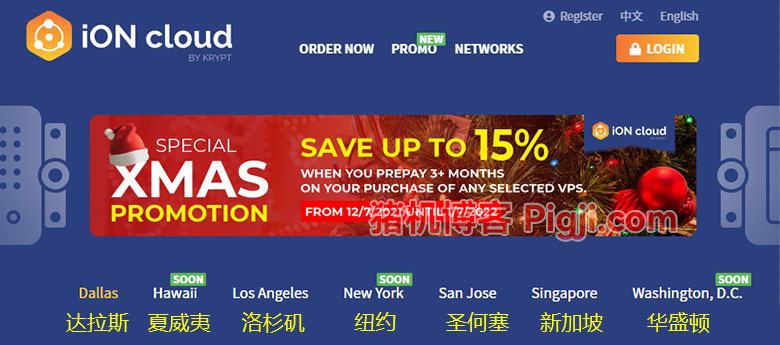 Register 中文 English
iON cloud
BY KRYPT
ORDER NOW PROMO NEW NETWORKS
LOGIN
SPECIAL
XMAS
PROMOTION
SAVE UP TO 15%
WHEN YOU PREPAY 3+ MONTHS
ON YOUR PURCHASE OF ANY SELECTED VPS.
FROM 12/7/2021 UNTIL 1/7/2022
iON cloud
猪机博客 Pigji.com
SOON SOON SOON
Dallas Hawaii Los Angeles New York San Jose Singapore Washington, D.C.
达拉斯 夏威夷 洛杉矶 纽约 圣何塞 新加坡 华盛顿